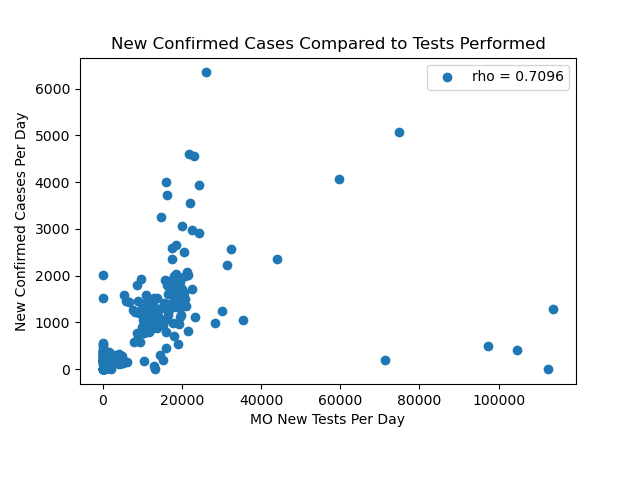 New Confirmed Cases Compared to Tests Performed
rho = 0.7096
6000
5000
4000
3000
2000
1000
0
New Confirmed Caeses Per Day
0 20000 40000 60000 80000 100000
MO New Tests Per Day